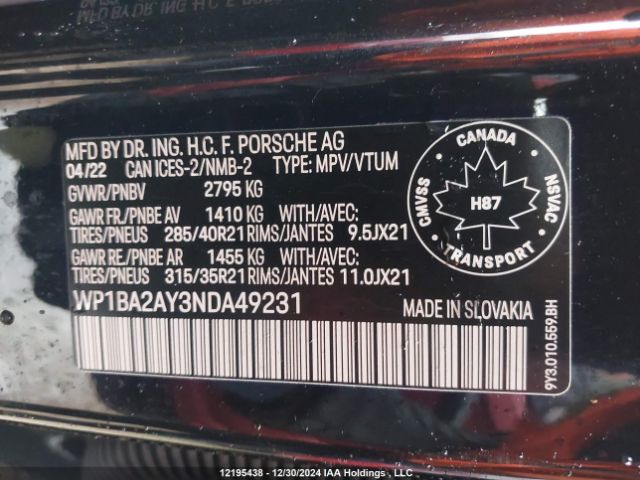 MFD BY DR. ING. H.C. F. PORSCHE AG
04/22 CAN ICES-2/NMB-2 TYPE: MPV/VTUM
GVWR/PNBV 2795 KG
GAWR FR./PNBE AV 1410 KG WITH/AVEC:
TIRES/PNEUS 285/40R21 RIMS/JANTES 9.5JX21
GAWR RE./PNBE AR 1455 KG WITH/AVEC:
TIRES/PNEUS 315/35R21 RIMS/JANTES 11.0JX21
WP1BA2AY3NDA49231 MADE IN SLOVAKIA
CANADA
CMVSS
NSVAC
H87
TRANSPORT
9Y3.010.559.BH
12195438 - 12/30/2024 IAA Holdings , LLC